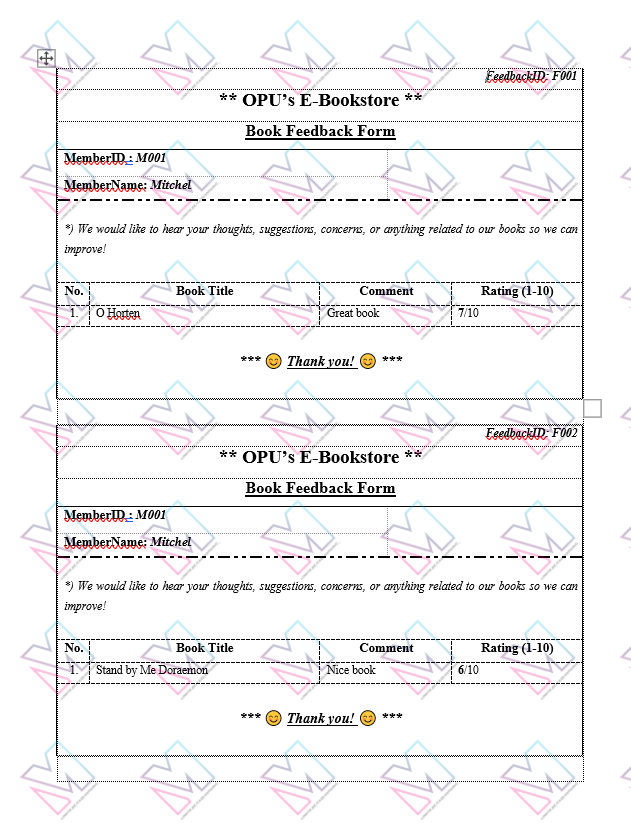 FeedbackID: F001
** OPU's E-Bookstore **
Book Feedback Form
MemberID : M001
MemberName: Mitchel
*) We would like to hear your thoughts, suggestions, concerns, or anything related to our books so we can
improve!
No. Book Title Comment Rating (1-10)
1. O Horten Great book 7/10
*** 😊 Thank you! 😊 ***
FeedbackID: F002
** OPU's E-Bookstore **
Book Feedback Form
MemberID : M001
MemberName: Mitchel
*) We would like to hear your thoughts, suggestions, concerns, or anything related to our books so we can
improve!
No. Book Title Comment Rating (1-10)
1. Stand by Me Doraemon Nice book 6/10
*** 😊 Thank you! 😊 ***